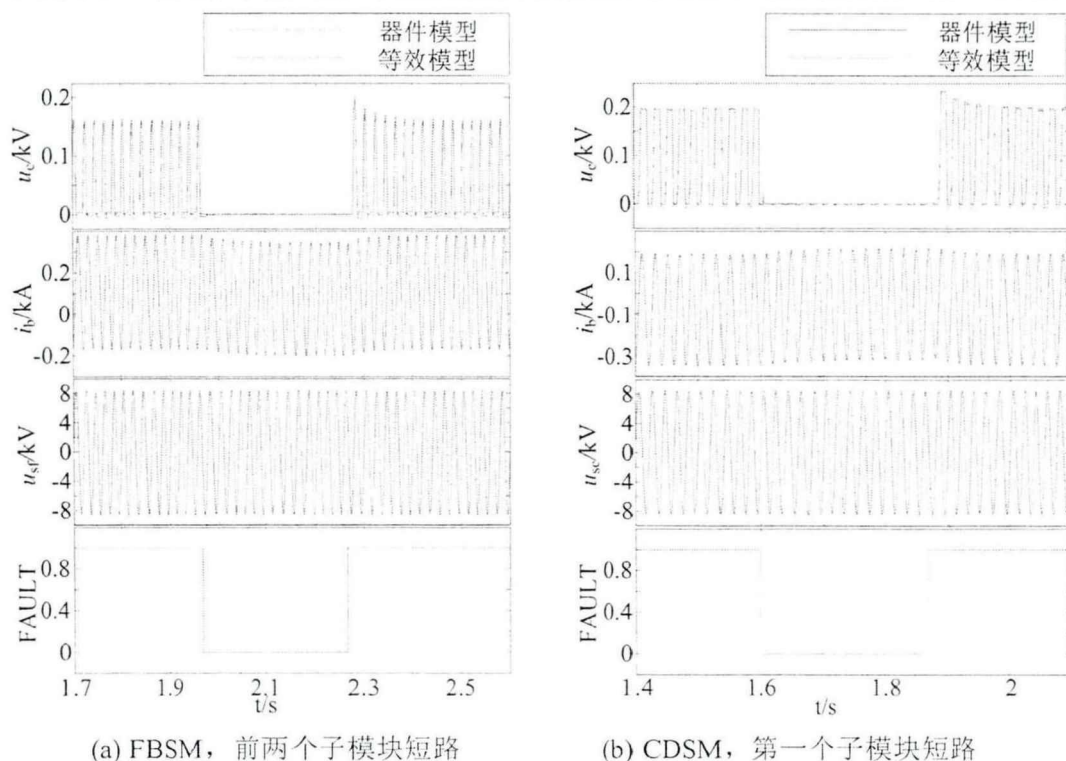 器件模型
等效模型
0.2
0.1
0
u_c/kV
0.2
0
-0.2
i_b/kA
8
4
0
-4
-8
u_sf/kV
0.8
0.4
0
FAULT
1.7 1.9 2.1 2.3 2.5
t/s
(a) FBSM，前两个子模块短路
器件模型
等效模型
0.2
0.1
0
u_c/kV
0.1
-0.1
-0.3
i_b/kA
8
4
0
-4
-8
u_sc/kV
0.8
0.4
0
FAULT
1.4 1.6 1.8 2
t/s
(b) CDSM，第一个子模块短路